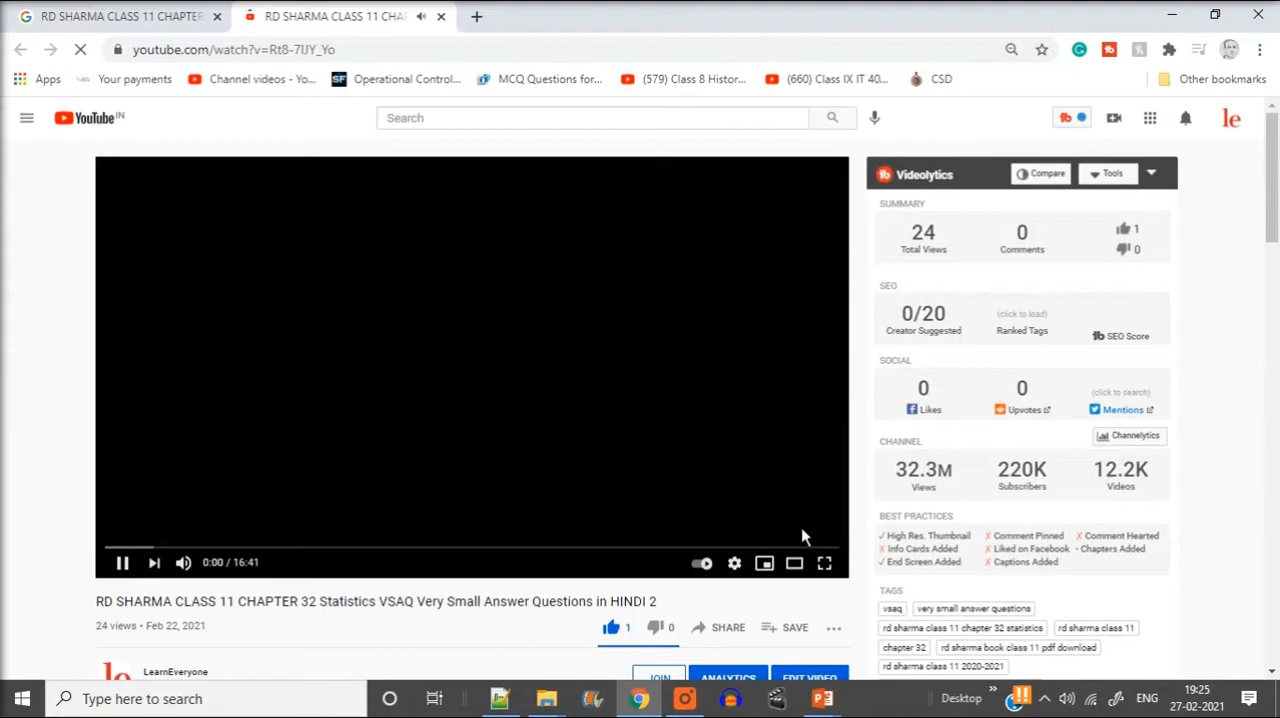 RD SHARMA CLASS 11 CHAPTER
RD SHARMA CLASS 11 CHA
youtube.com/watch?v=Rt8-7IJY_Yo
Apps
Your payments
Channel videos - Yo...
SF
Operational Control...
MCQ Questions for...
(579) Class 8 Histor...
(660) Class IX IT 40...
CSD
Other bookmarks
YouTube IN
Search
le
Videolytics
Compare
Tools
SUMMARY
24
Total Views
0
Comments
1
0
SEO
0/20
Creator Suggested
(click to load)
Ranked Tags
SEO Score
SOCIAL
0
Likes
0
Upvotes
(click to search)
Mentions
Channelytics
CHANNEL
32.3M
Views
220K
Subscribers
12.2K
Videos
BEST PRACTICES
✓ High Res. Thumbnail ✗ Comment Pinned ✗ Comment Hearted
✗ Info Cards Added ✗ Liked on Facebook - Chapters Added
✓ End Screen Added ✗ Captions Added
TAGS
vsaq very small answer questions
rd sharma class 11 chapter 32 statistics rd sharma class 11
chapter 32 rd sharma book class 11 pdf download
rd sharma class 11 2020-2021
0:00 / 16:41
RD SHARMA CLASS 11 CHAPTER 32 Statistics VSAQ Very Small Answer Questions in HINDI 2
24 views • Feb 22, 2021
1 0 SHARE SAVE ...
le
LearnEveryone
JOIN
ANALYTICS
EDIT VIDEO
Type here to search
Desktop
ENG
19:25
27-02-2021